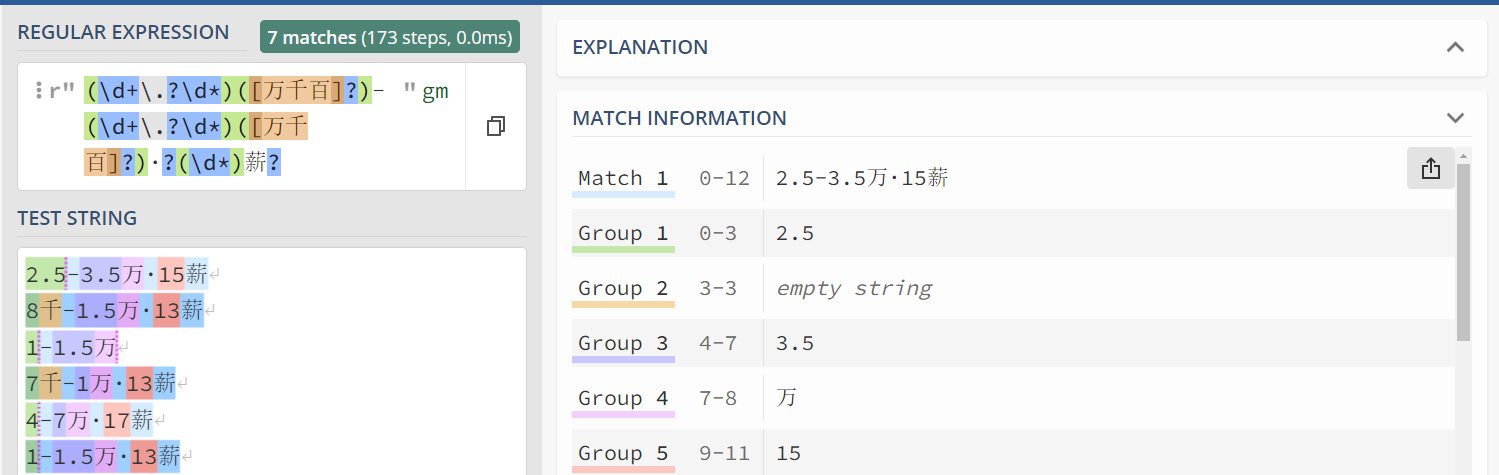 REGULAR EXPRESSION
7 matches (173 steps, 0.0ms)
r" (\d+\.?\d*)([万千百]?)- " gm
(\d+\.?\d*)([万千
百]?)·?(\d*)薪?
TEST STRING
2.5-3.5万·15薪
8千-1.5万·13薪
1-1.5万
7千-1万·13薪
4-7万·17薪
1-1.5万·13薪
EXPLANATION
MATCH INFORMATION
Match 1 0-12 2.5-3.5万·15薪
Group 1 0-3 2.5
Group 2 3-3 empty string
Group 3 4-7 3.5
Group 4 7-8 万
Group 5 9-11 15